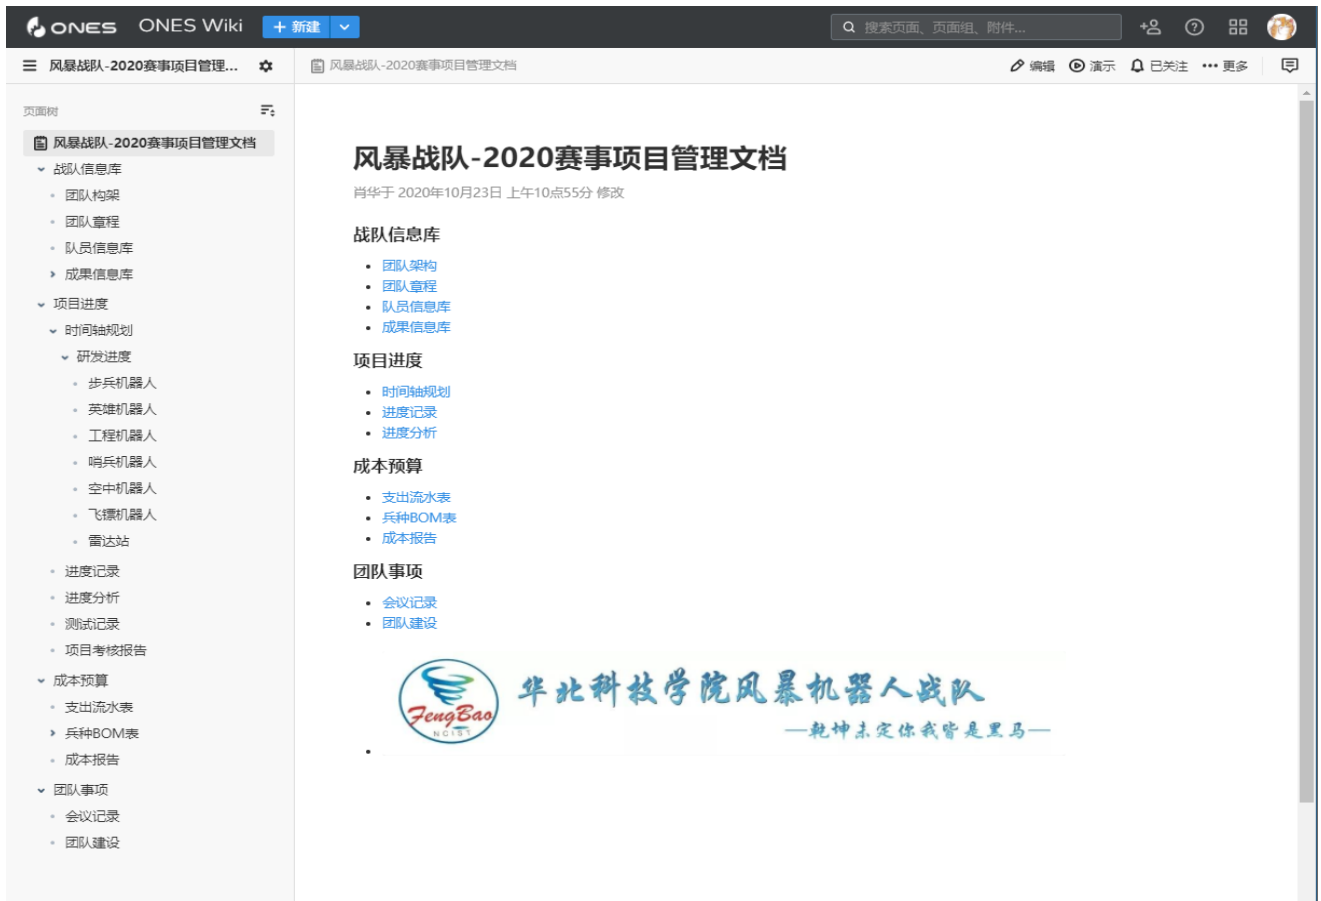 ONES ONES Wiki + 新建 搜索页面、页面组、附件...
风暴战队-2020赛事项目管理... 风暴战队-2020赛事项目管理文档 编辑 演示 已关注 ••• 更多
页面树
风暴战队-2020赛事项目管理文档
战队信息库
团队构架
团队章程
队员信息库
成果信息库
项目进度
时间轴规划
研发进度
步兵机器人
英雄机器人
工程机器人
哨兵机器人
空中机器人
飞镖机器人
雷达站
进度记录
进度分析
测试记录
项目考核报告
成本预算
支出流水表
兵种BOM表
成本报告
团队事项
会议记录
团队建设
风暴战队-2020赛事项目管理文档
肖华于 2020年10月23日 上午10点55分 修改
战队信息库
• 团队架构
• 团队章程
• 队员信息库
• 成果信息库
项目进度
• 时间轴规划
• 进度记录
• 进度分析
成本预算
• 支出流水表
• 兵种BOM表
• 成本报告
团队事项
• 会议记录
• 团队建设
FengBao
NCIST
华北科技学院风暴机器人战队
—乾坤未定你我皆是黑马—